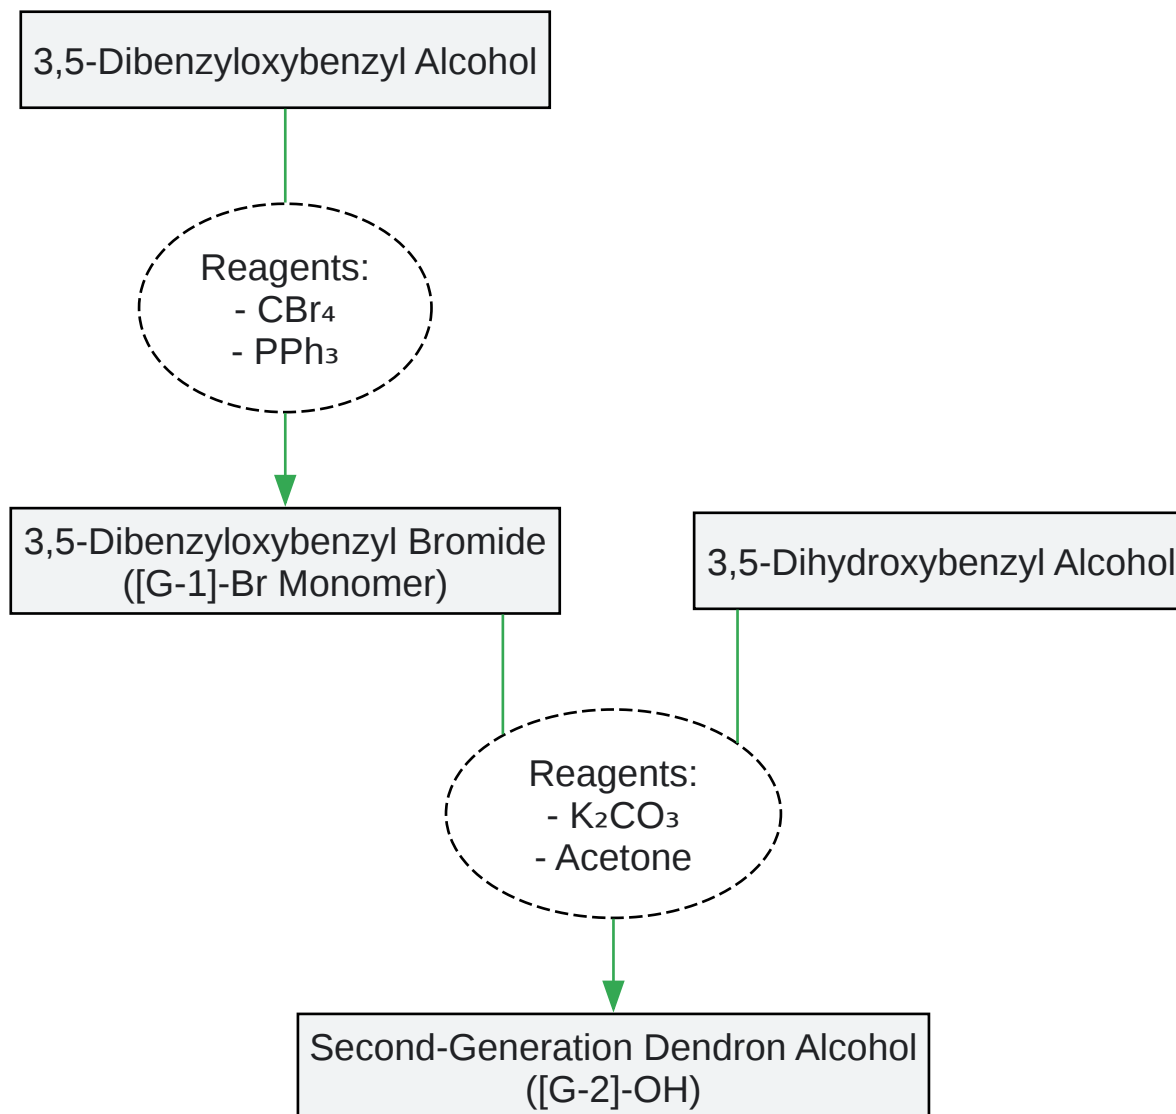 3,5-Dibenzyloxybenzyl Alcohol
Reagents:
- CBr₄
- PPh₃
3,5-Dibenzyloxybenzyl Bromide
([G-1]-Br Monomer)
3,5-Dihydroxybenzyl Alcohol
Reagents:
- K₂CO₃
- Acetone
Second-Generation Dendron Alcohol
([G-2]-OH)